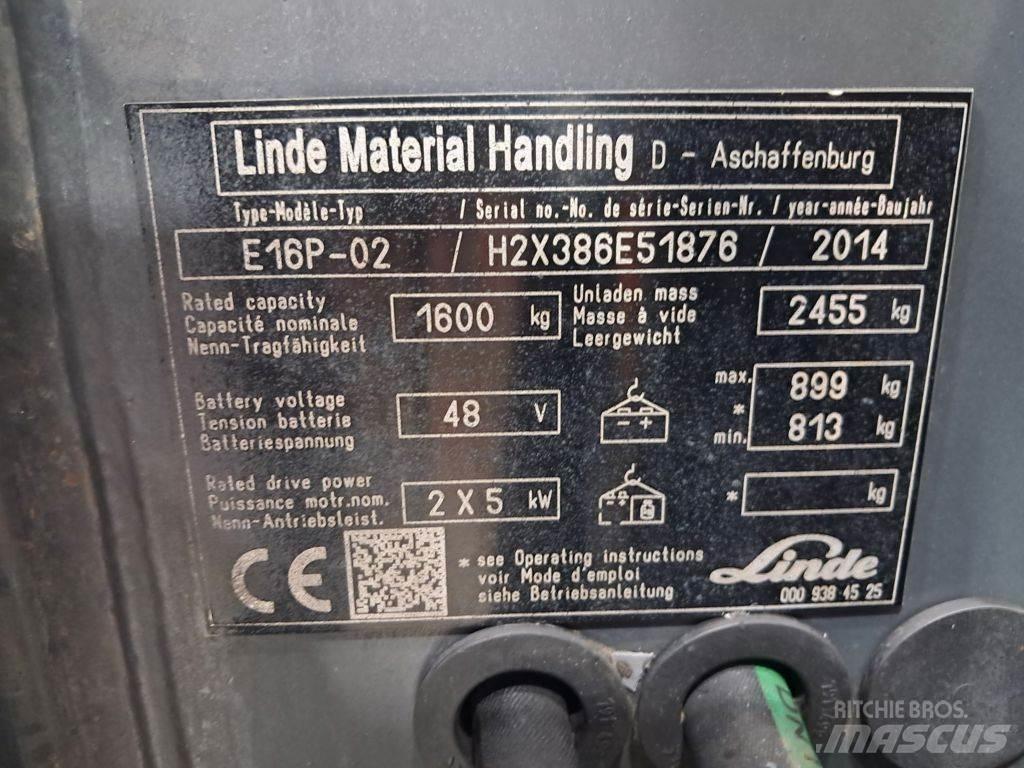 Linde Material Handling D - Aschaffenburg
Type-Modèle-Typ / Serial no.-No. de série-Serien-Nr. / year-année-Baujahr
E16P-02 / H2X386E51876 / 2014
Rated capacity
Capacité nominale
Nenn-Tragfähigkeit
1600 kg
Unladen mass
Masse à vide
Leergewicht
2455 kg
Battery voltage
Tension batterie
Batteriespannung
48 V
- +
max. 899 kg
*
min. 813 kg
Rated drive power
Puissance motr.nom.
Nenn-Antriebsleist.
2 X 5 kW
- +
* kg
CE
* see Operating instructions
voir Mode d'emploi
siehe Betriebsanleitung
Linde
000 938 45 25
RITCHIE BROS.
MASCUS